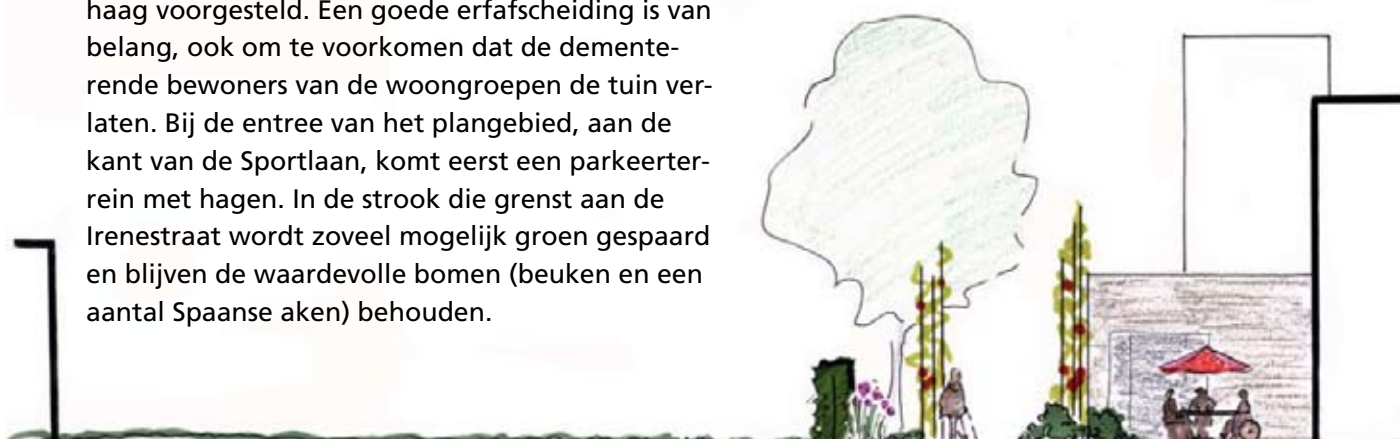 haag voorgesteld. Een goede erfafscheiding is van
belang, ook om te voorkomen dat de demente-
rende bewoners van de woongroepen de tuin ver-
laten. Bij de entree van het plangebied, aan de
kant van de Sportlaan, komt eerst een parkeerter-
rein met hagen. In de strook die grenst aan de
Irenestraat wordt zoveel mogelijk groen gespaard
en blijven de waardevolle bomen (beuken en een
aantal Spaanse aken) behouden.